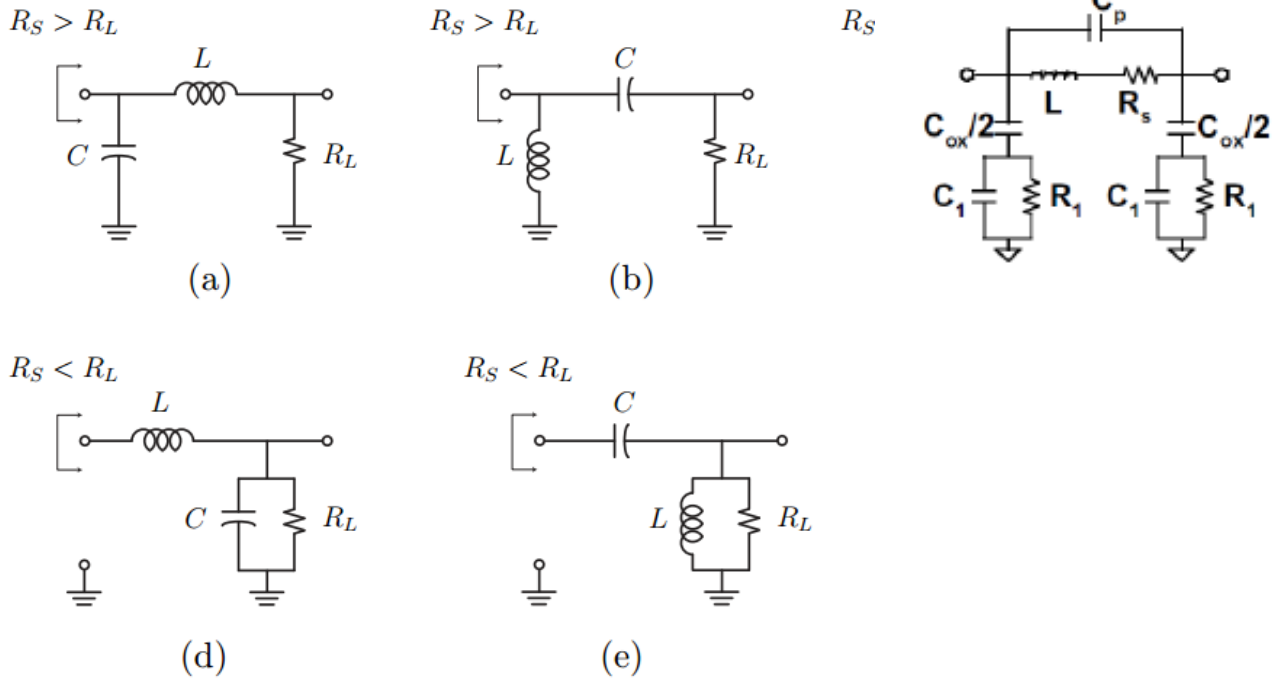 R_S > R_L
R_S > R_L
R_S
C_p
L
C
L
R_s
C
R_L
L
R_L
C_ox/2
C_ox/2
C_1
R_1
C_1
R_1
(a)
(b)
R_S < R_L
R_S < R_L
L
C
C
R_L
L
R_L
(d)
(e)